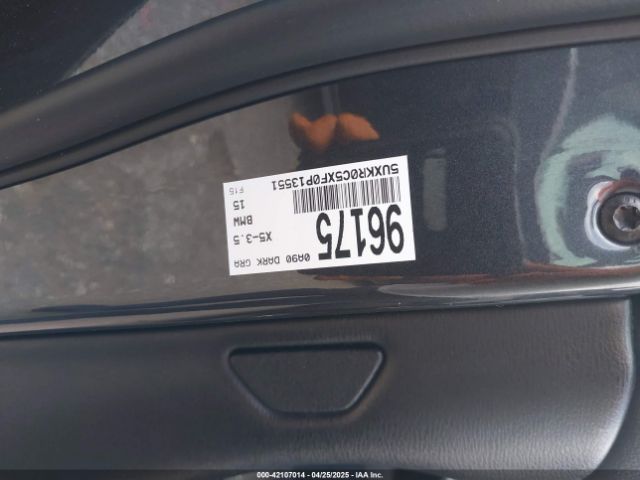 5UXKR0C5XF0P13551
F15
96175
15
BMW
X5-3.5
0A90 DARK GRA
000-42107014 - 04/25/2025 - IAA Inc.